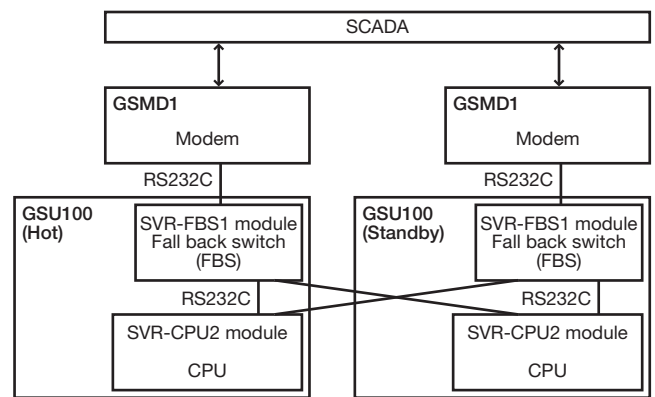 SCADA
GSMD1
Modem
GSMD1
Modem
RS232C
RS232C
GSU100
(Hot)
SVR-FBS1 module
Fall back switch
(FBS)
GSU100
(Standby)
SVR-FBS1 module
Fall back switch
(FBS)
RS232C
RS232C
SVR-CPU2 module
CPU
SVR-CPU2 module
CPU